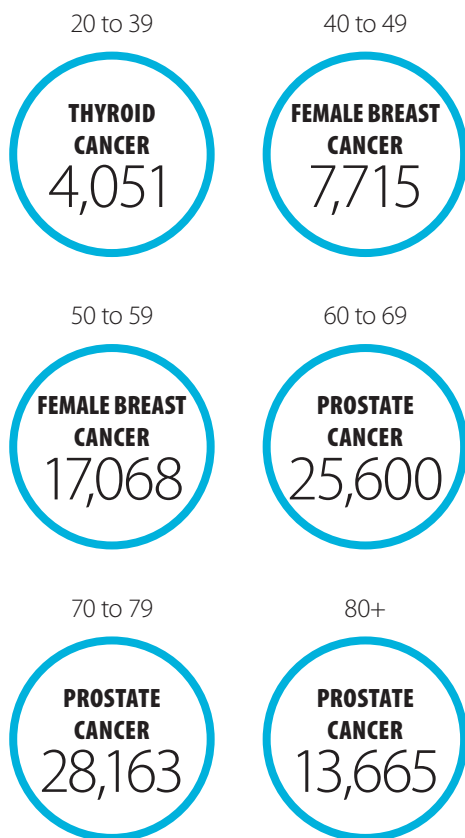 20 to 39
THYROID
CANCER
4,051
40 to 49
FEMALE BREAST
CANCER
7,715
50 to 59
FEMALE BREAST
CANCER
17,068
60 to 69
PROSTATE
CANCER
25,600
70 to 79
PROSTATE
CANCER
28,163
80+
PROSTATE
CANCER
13,665